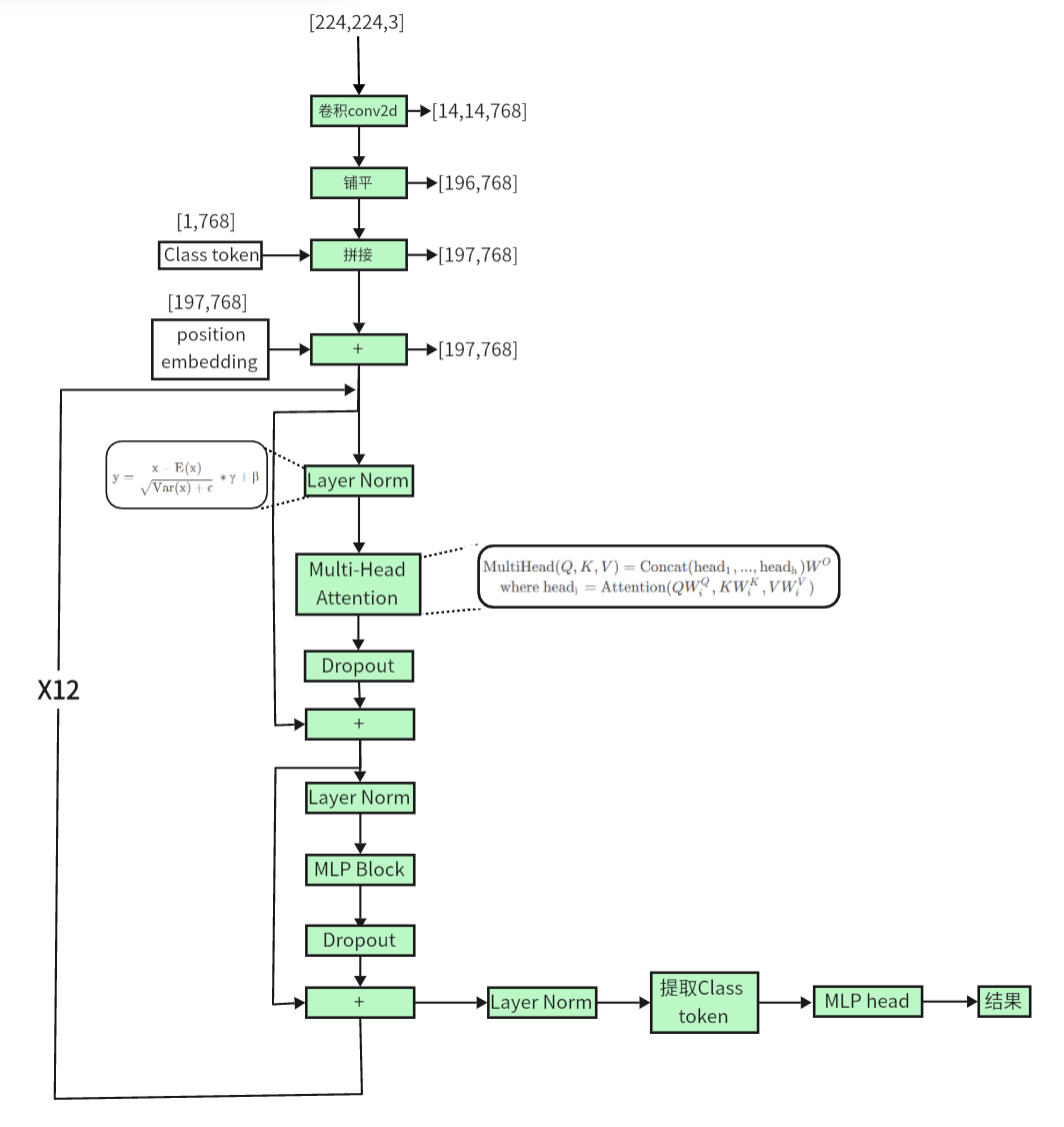 [224,224,3]
卷积conv2d
[14,14,768]
铺平
[196,768]
[1,768]
Class token
拼接
[197,768]
[197,768]
position
embedding
+
[197,768]
y = x − E(x) / √Var(x) + ϵ * γ + β
Layer Norm
Multi-Head
Attention
MultiHead(Q, K, V) = Concat(head₁, ..., headₕ)W^O
where headᵢ = Attention(QWᵢ^Q, KWᵢ^K, VWᵢ^V)
Dropout
X12
+
Layer Norm
MLP Block
Dropout
+
Layer Norm
提取Class
token
MLP head
结果